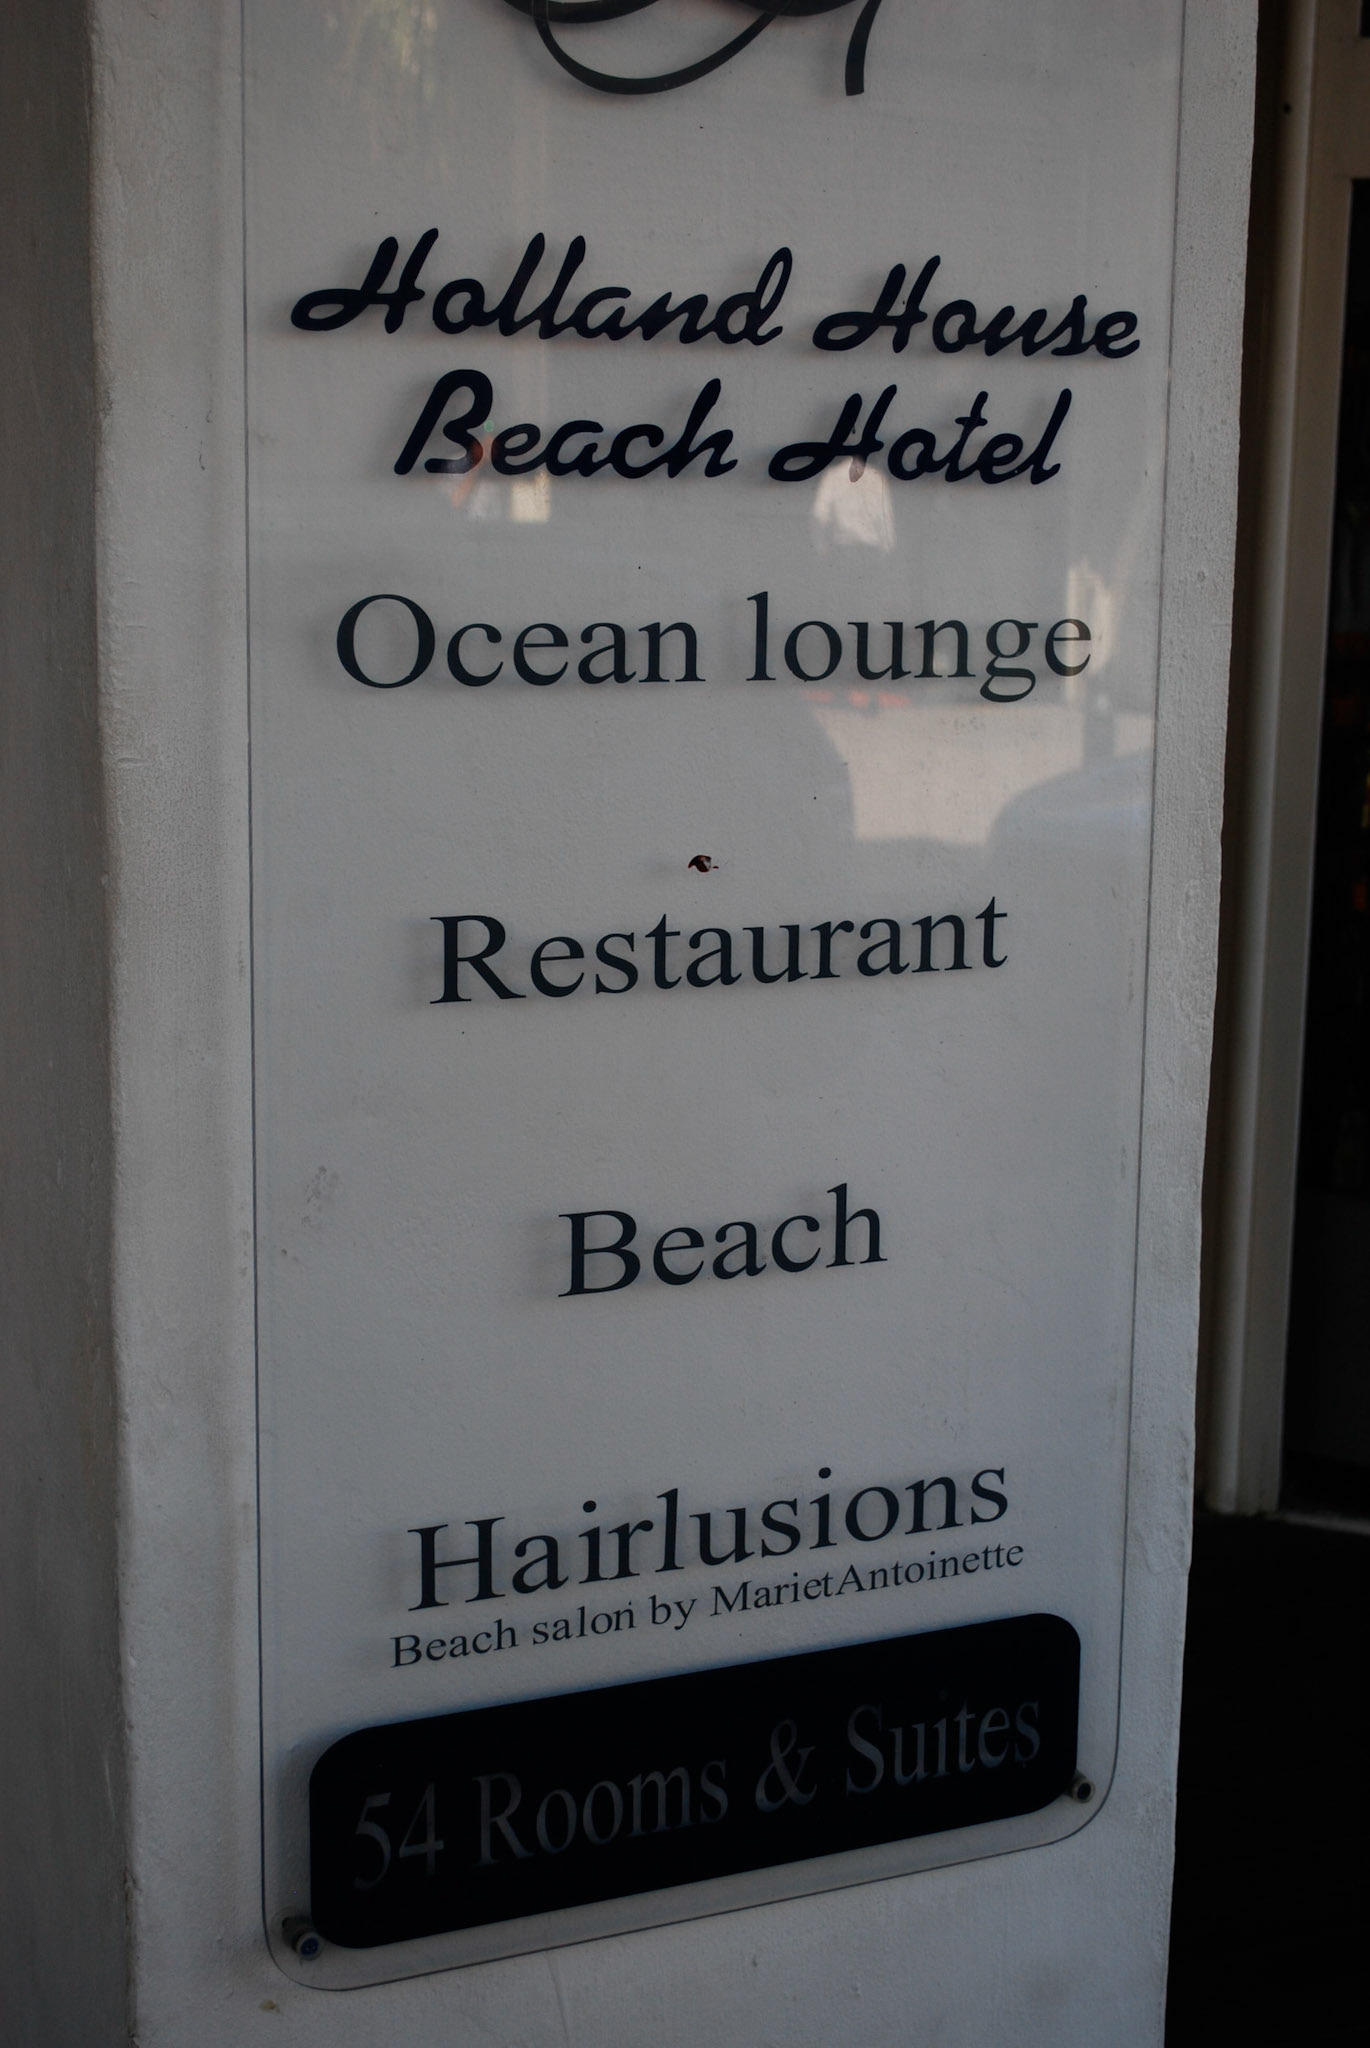 Holland House
Beach Hotel
Ocean lounge
Restaurant
Beach
Hairlusions
Beach salon by MarietAntoinette
54 Rooms & Suites